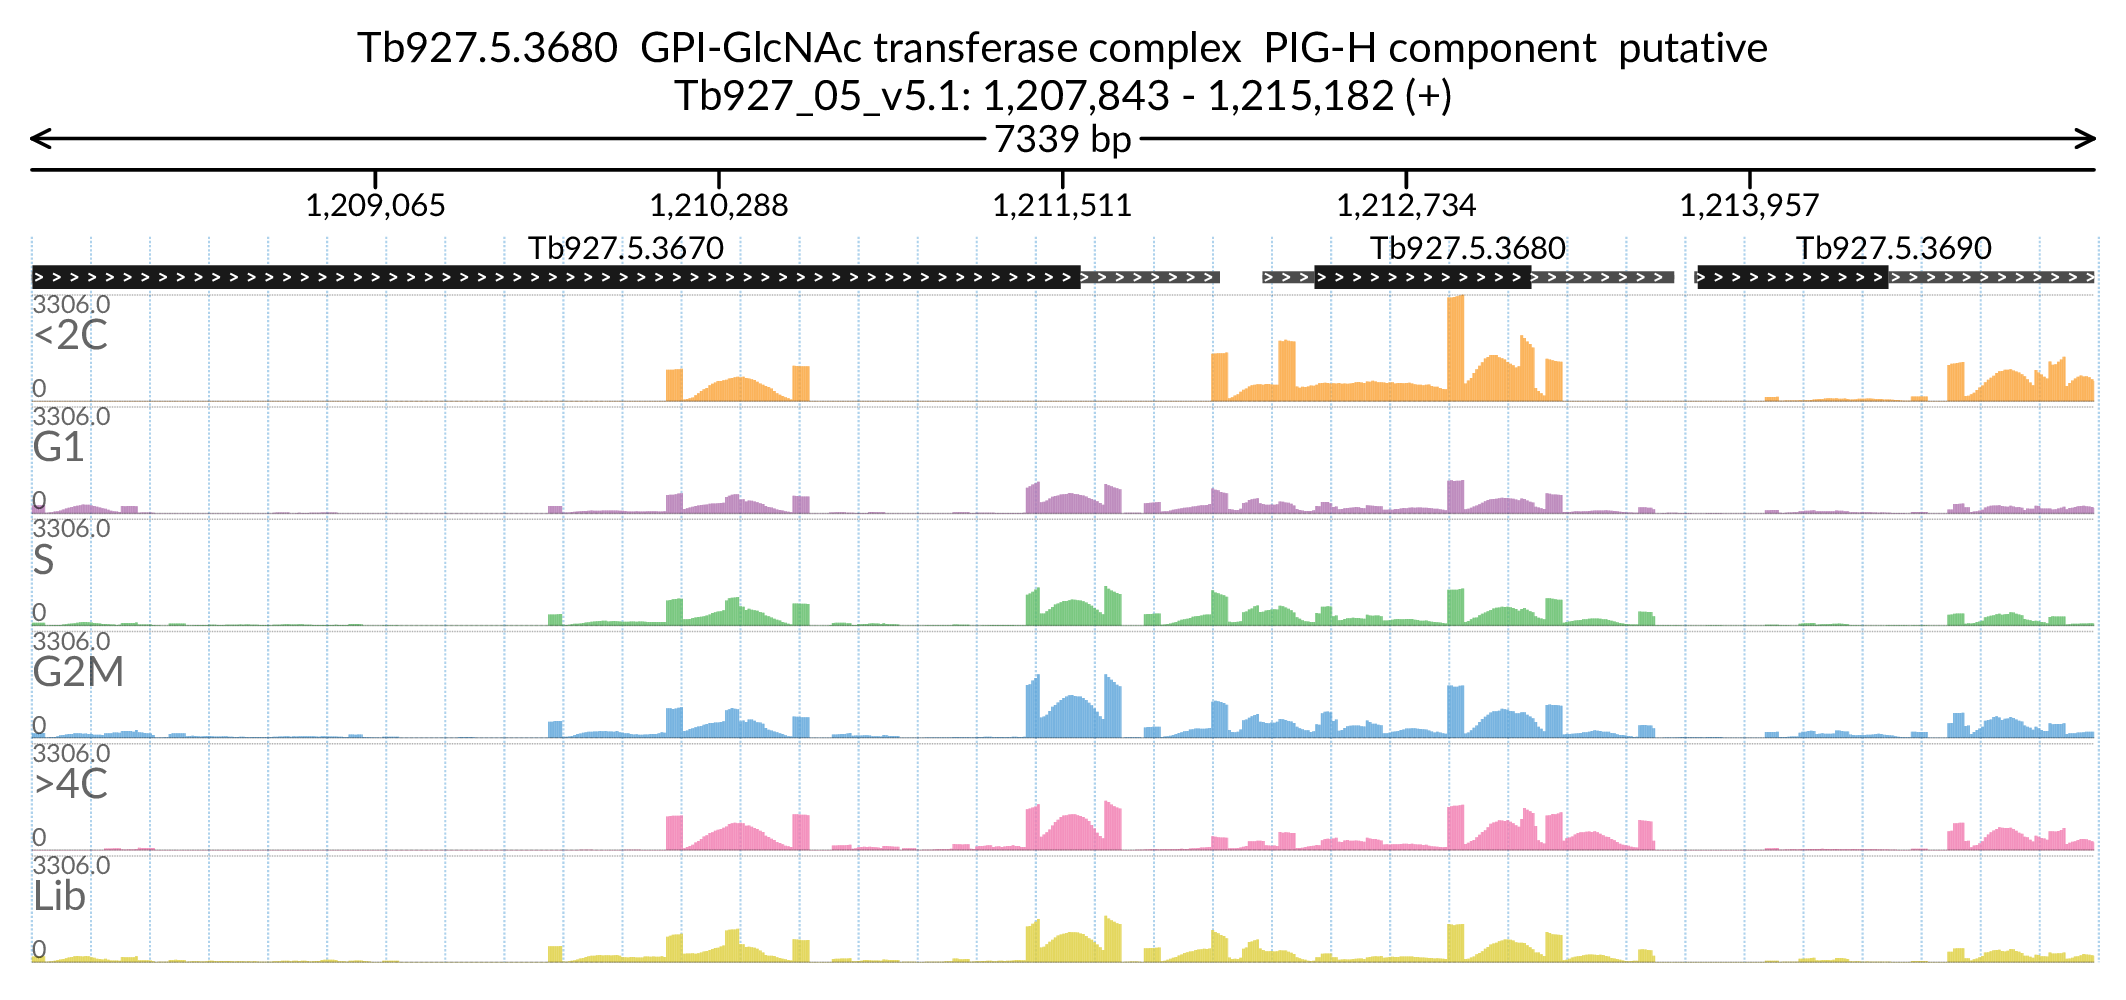 Tb927.5.3680  GPI-GlcNAc transferase complex  PIG-H component  putative
Tb927_05_v5.1: 1,207,843 - 1,215,182 (+)
7339 bp
1,209,065 1,210,288 1,211,511 1,212,734 1,213,957
Tb927.5.3670 Tb927.5.3680 Tb927.5.3690
3306.0
<2C
0
3306.0
G1
0
3306.0
S
0
3306.0
G2M
0
3306.0
>4C
0
3306.0
Lib
0